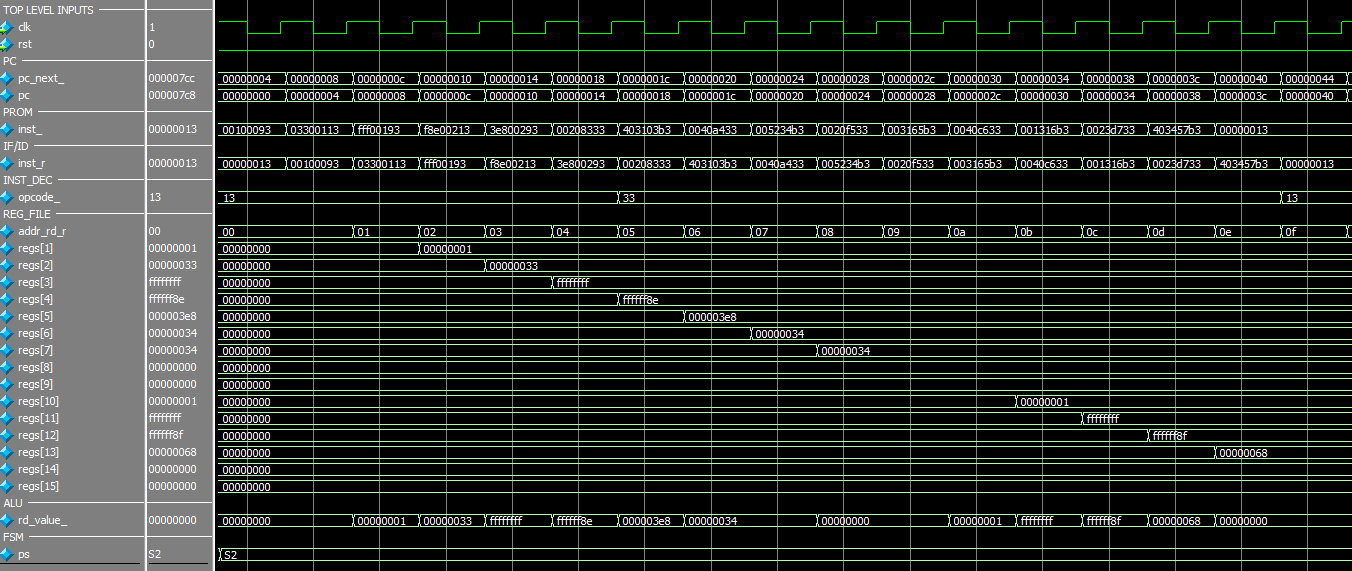 TOP LEVEL INPUTS
clk 1
rst 0
PC
pc_next_ 000007cc 00000004 00000008 0000000c 00000010 00000014 00000018 0000001c 00000020 00000024 00000028 0000002c 00000030 00000034 00000038 0000003c 00000040 00000044
pc 000007c8 00000000 00000004 00000008 0000000c 00000010 00000014 00000018 0000001c 00000020 00000024 00000028 0000002c 00000030 00000034 00000038 0000003c 00000040
PROM
inst_ 00000013 00100093 03300113 fff00193 f8e00213 3e800293 00208333 403103b3 0040a433 005234b3 0020f533 003165b3 0040c633 001316b3 0023d733 403457b3 00000013
IF/ID
inst_r 00000013 00000013 00100093 03300113 fff00193 f8e00213 3e800293 00208333 403103b3 0040a433 005234b3 0020f533 003165b3 0040c633 001316b3 0023d733 403457b3 00000013
INST_DEC
opcode_ 13 13 33 13
REG_FILE
addr_rd_r 00 00 01 02 03 04 05 06 07 08 09 0a 0b 0c 0d 0e 0f
regs[1] 00000001 00000000 00000001
regs[2] 00000033 00000000 00000033
regs[3] ffffffff 00000000 ffffffff
regs[4] ffffff8e 00000000 ffffff8e
regs[5] 000003e8 00000000 000003e8
regs[6] 00000034 00000000 00000034
regs[7] 00000034 00000000 00000034
regs[8] 00000000 00000000
regs[9] 00000000 00000000
regs[10] 00000001 00000000 00000001
regs[11] ffffffff 00000000 ffffffff
regs[12] ffffff8f 00000000 ffffff8f
regs[13] 00000068 00000000 00000068
regs[14] 00000000 00000000
regs[15] 00000000 00000000
ALU
rd_value_ 00000000 00000000 00000001 00000033 ffffffff ffffff8e 000003e8 00000034 00000000 00000001 ffffffff ffffff8f 00000068 00000000
FSM
ps S2 S2